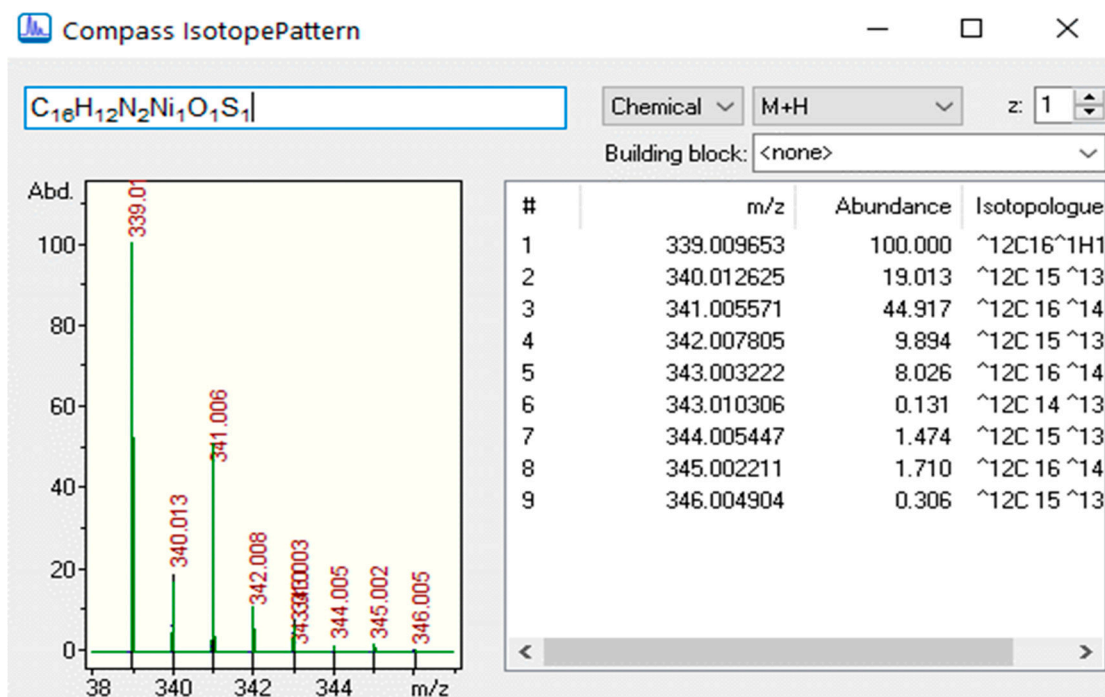 Compass IsotopePattern
C₁₆H₁₂N₂Ni₁O₁S₁
Chemical M+H z: 1
Building block: <none>
Abd.
100
80
60
40
20
0
339.01
340.013
341.006
342.008
343.003
344.005
345.002
346.005
38 340 342 344 m/z
# m/z Abundance Isotopologue
1 339.009653 100.000 ^12C16^1H1
2 340.012625 19.013 ^12C 15 ^13
3 341.005571 44.917 ^12C 16 ^14
4 342.007805 9.894 ^12C 15 ^13
5 343.003222 8.026 ^12C 16 ^14
6 343.010306 0.131 ^12C 14 ^13
7 344.005447 1.474 ^12C 15 ^13
8 345.002211 1.710 ^12C 16 ^14
9 346.004904 0.306 ^12C 15 ^13